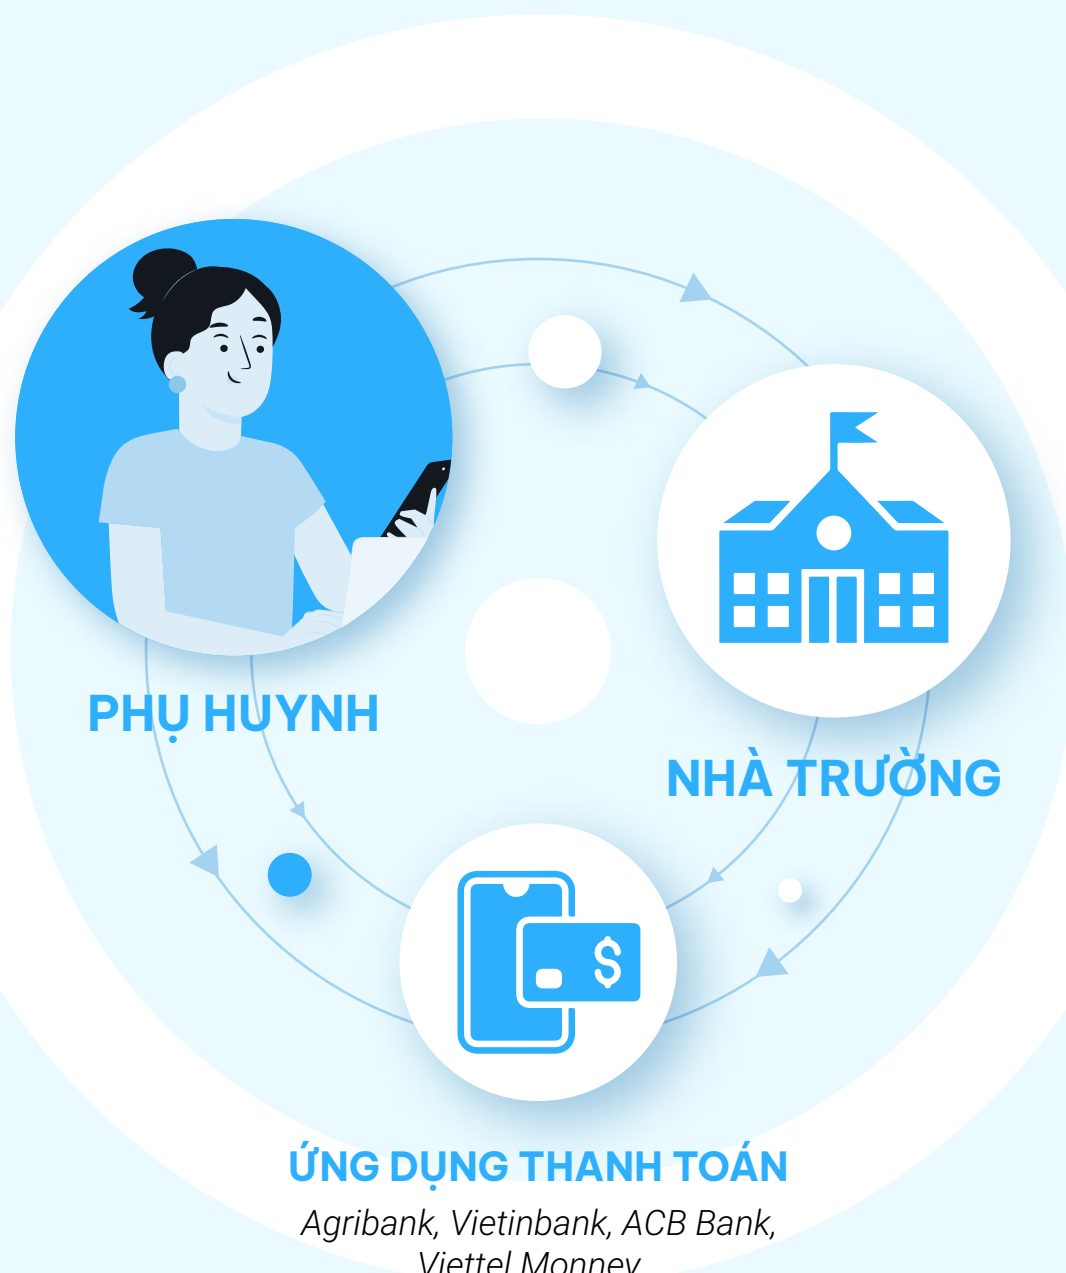 PHỤ HUYNH
NHÀ TRƯỜNG
ỨNG DỤNG THANH TOÁN
Agribank, Vietinbank, ACB Bank,
Viettel Monney